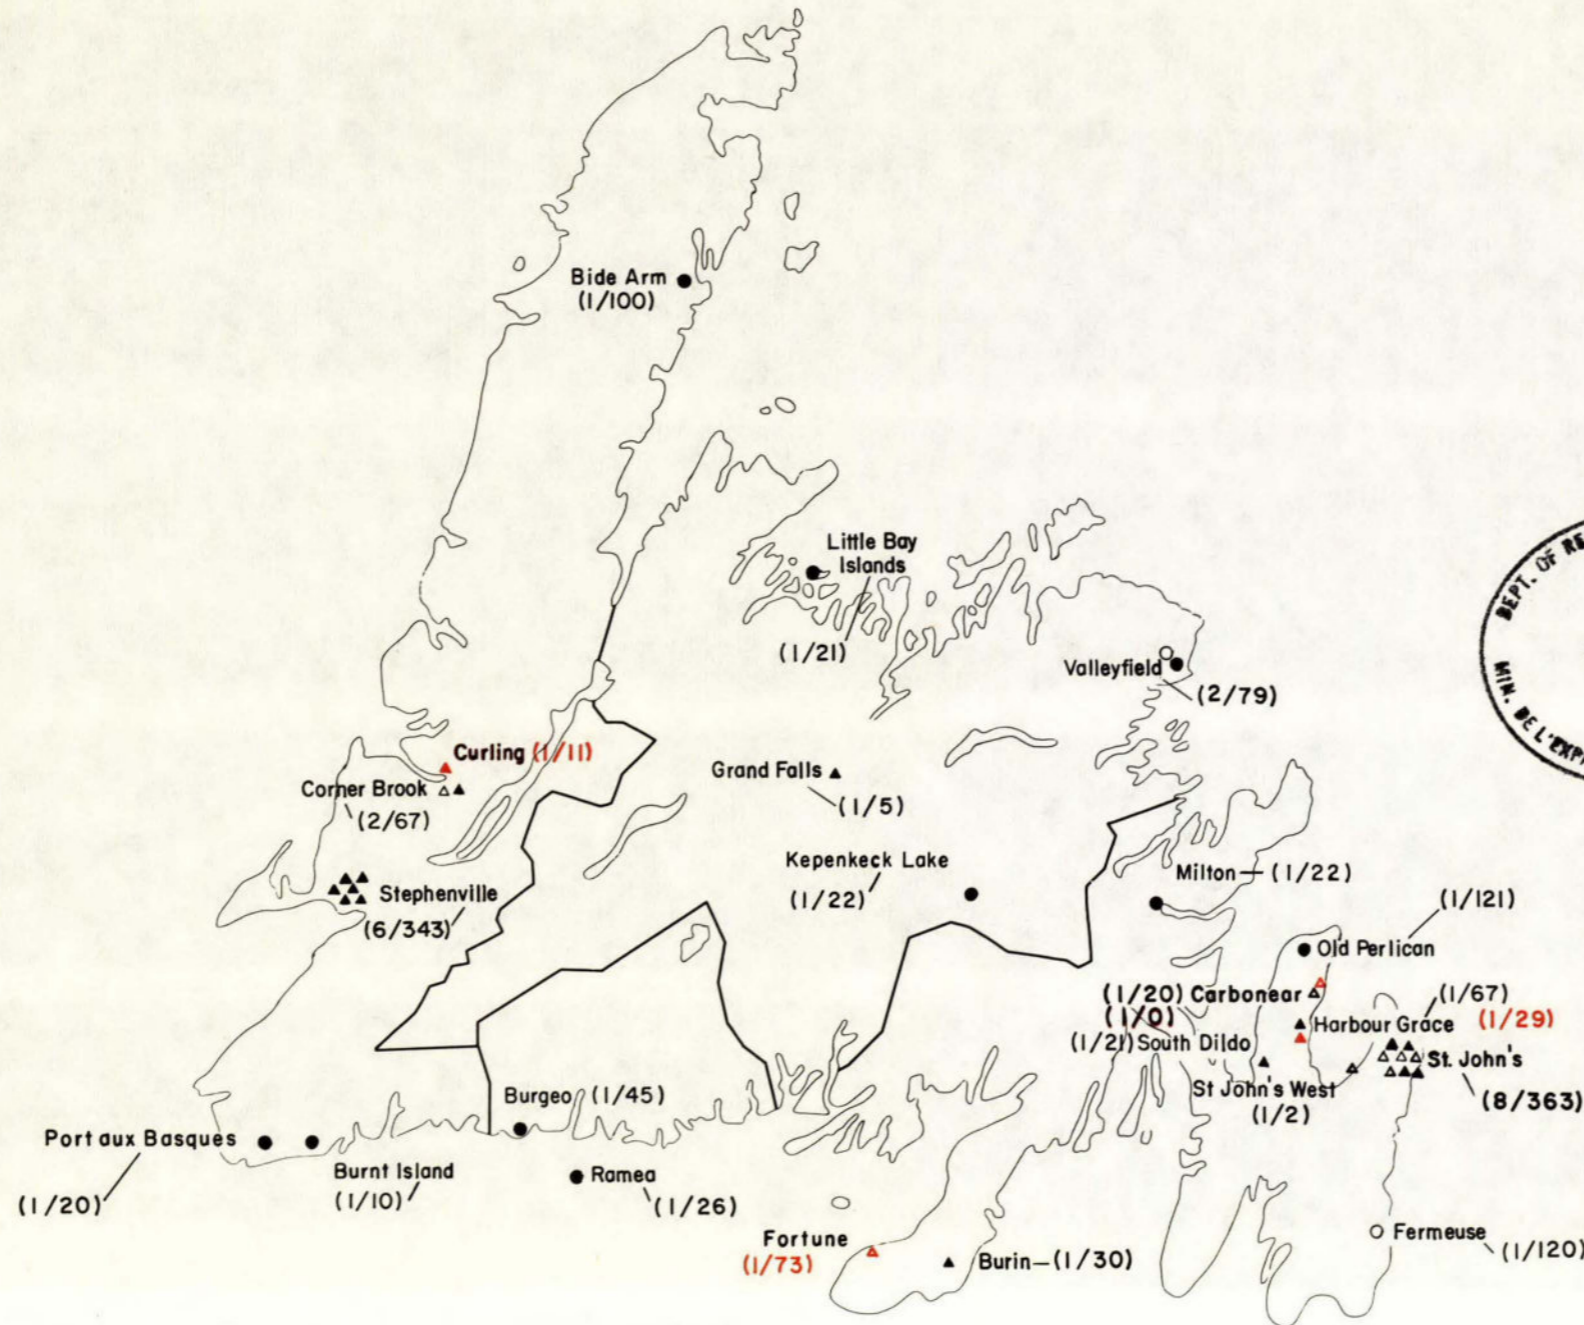 Bide Arm
(1/100)
Little Bay
Islands
(1/21)
Valleyfield
(2/79)
DEPT. OF RE
MIN. DE L'EXP
Curling (1/11)
Corner Brook
(2/67)
Grand Falls
(1/5)
Kepenkeck Lake
(1/22)
Milton — (1/22)
Stephenville
(6/343)
(1/121)
Old Perlican
(1/20) Carbonear
(1/0)
(1/67)
Harbour Grace (1/29)
(1/21) South Dildo
St. John's
(8/363)
St John's West
(1/2)
Burgeo (1/45)
Port aux Basques
(1/20)
Burnt Island
(1/10)
Ramea
(1/26)
Fortune
(1/73)
Burin — (1/30)
Fermeuse
(1/120)